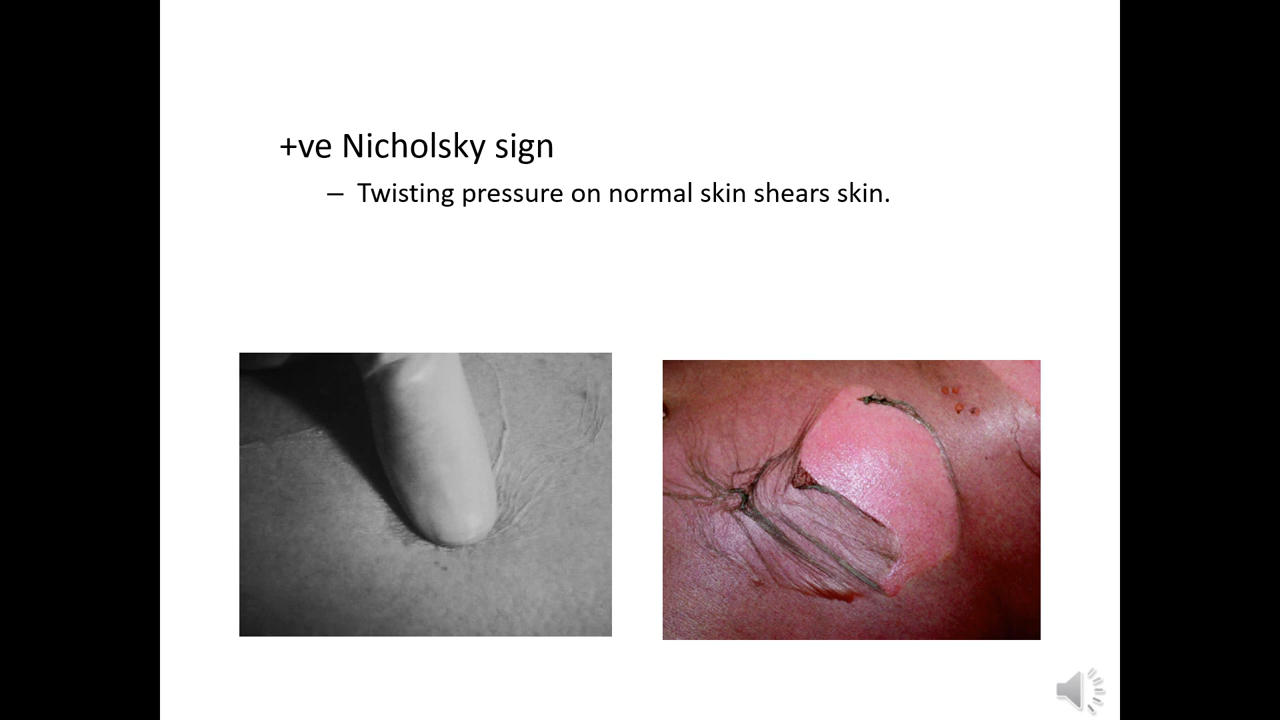 +ve Nicholsky sign
– Twisting pressure on normal skin shears skin.